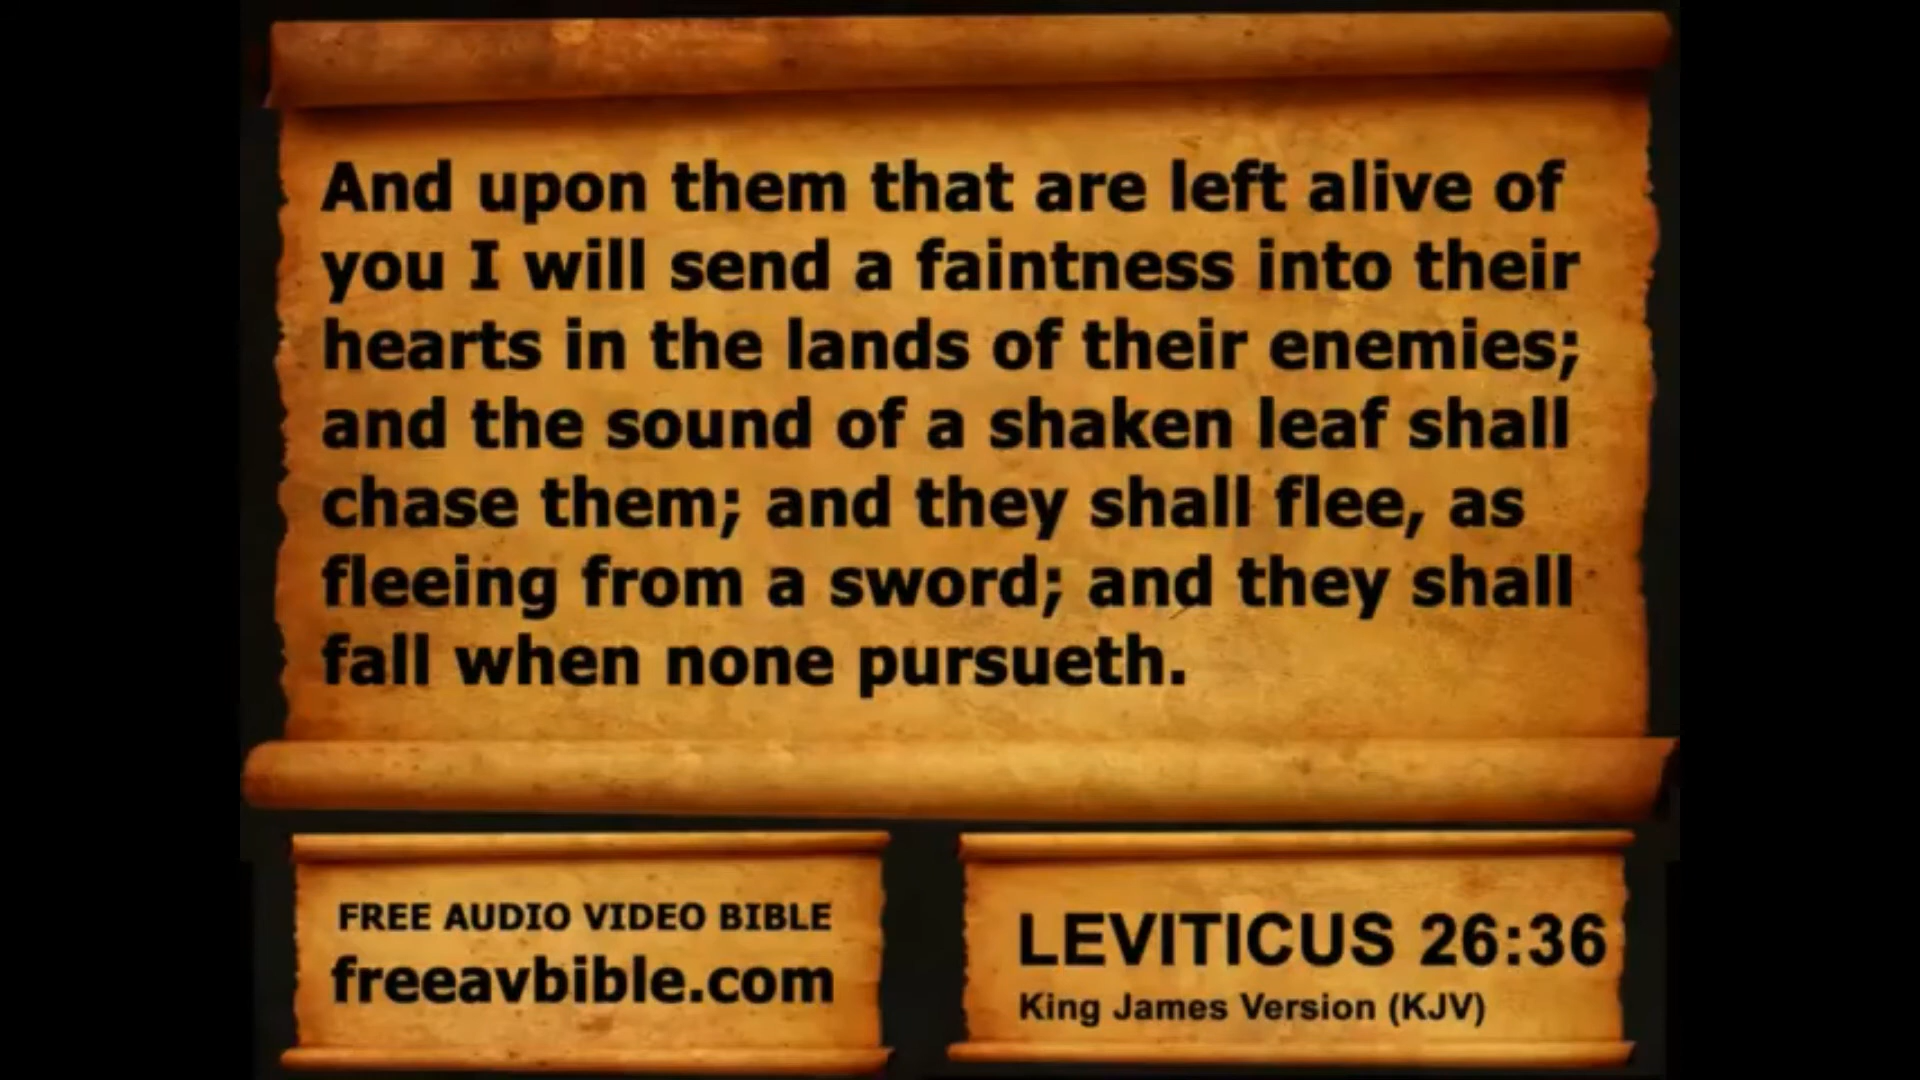 And upon them that are left alive of
you I will send a faintness into their
hearts in the lands of their enemies;
and the sound of a shaken leaf shall
chase them; and they shall flee, as
fleeing from a sword; and they shall
fall when none pursueth.
FREE AUDIO VIDEO BIBLE
freeavbible.com
LEVITICUS 26:36
King James Version (KJV)